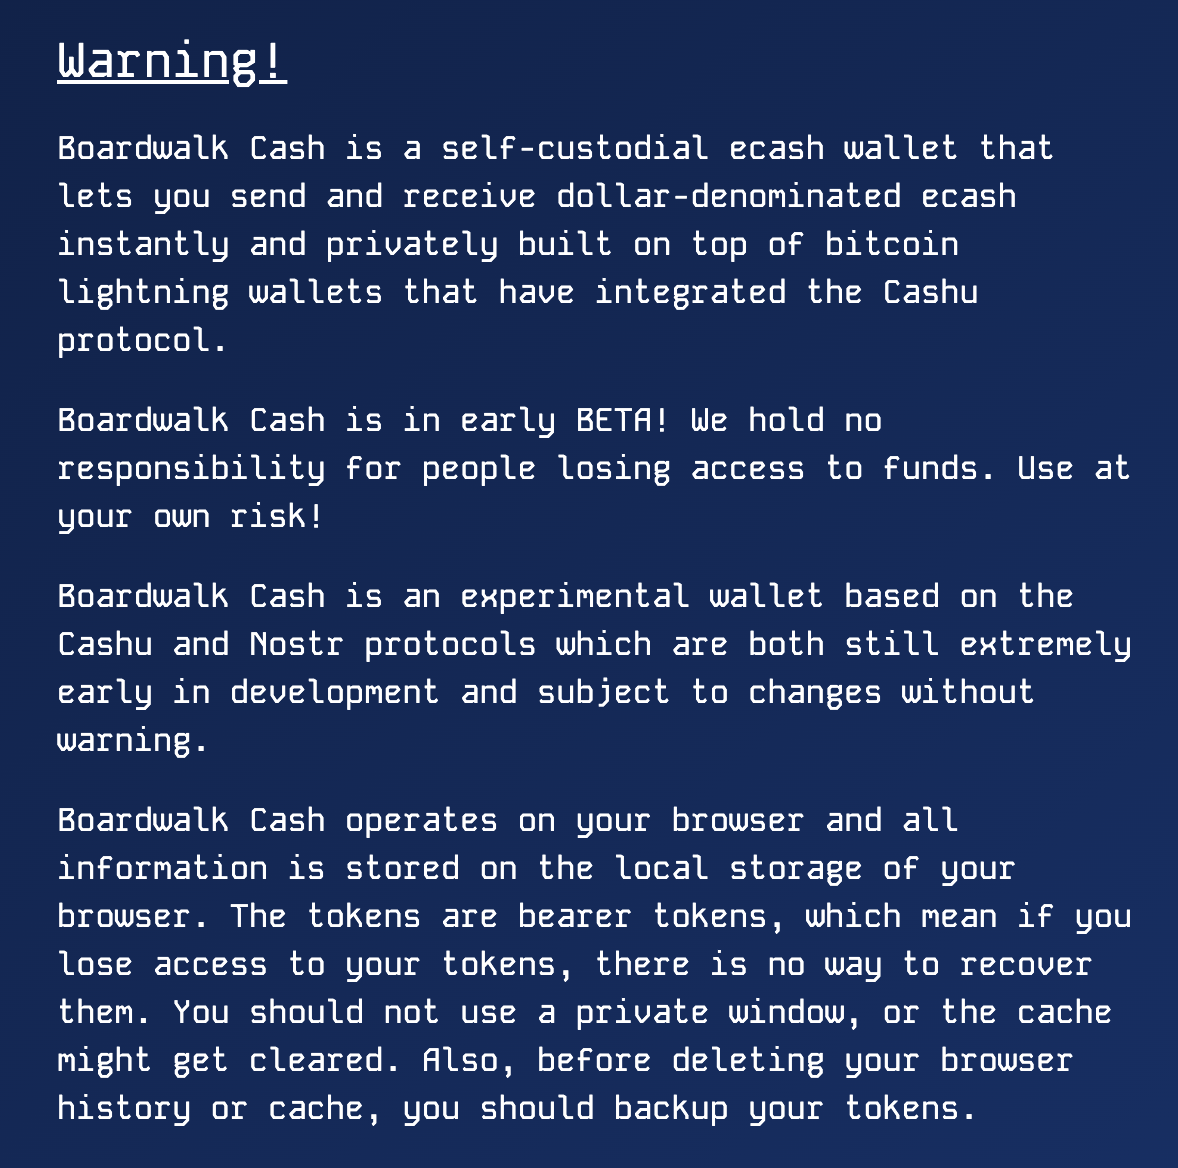 Warning!
Boardwalk Cash is a self-custodial ecash wallet that
lets you send and receive dollar-denominated ecash
instantly and privately built on top of bitcoin
lightning wallets that have integrated the Cashu
protocol.
Boardwalk Cash is in early BETA! We hold no
responsibility for people losing access to funds. Use at
your own risk!
Boardwalk Cash is an experimental wallet based on the
Cashu and Nostr protocols which are both still extremely
early in development and subject to changes without
warning.
Boardwalk Cash operates on your browser and all
information is stored on the local storage of your
browser. The tokens are bearer tokens, which mean if you
lose access to your tokens, there is no way to recover
them. You should not use a private window, or the cache
might get cleared. Also, before deleting your browser
history or cache, you should backup your tokens.